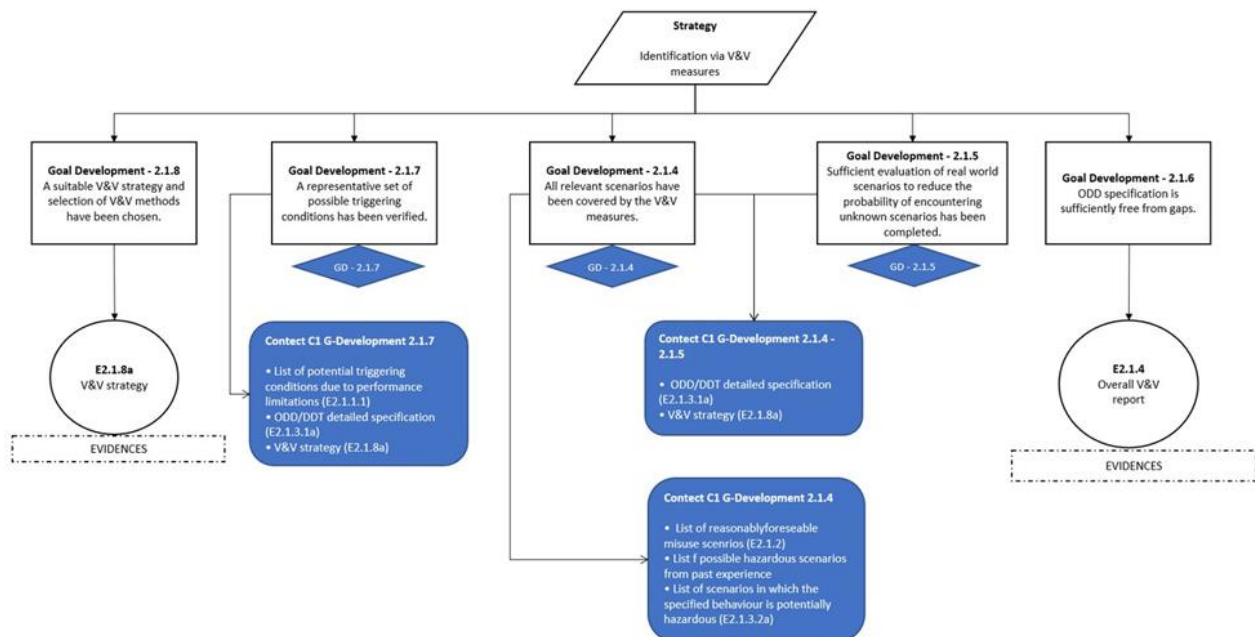 Strategy
Identification via V&V
measures
Goal Development - 2.1.8
A suitable V&V strategy and
selection of V&V methods
have been chosen.
Goal Development - 2.1.7
A representative set of
possible triggering
conditions has been verified.
Goal Development - 2.1.4
All relevant scenarios have
been covered by the V&V
measures.
Goal Development - 2.1.5
Sufficient evaluation of real world
scenarios to reduce the
probability of encountering
unknown scenarios has been
completed.
Goal Development - 2.1.6
ODD specification is
sufficiently free from gaps.
GD - 2.1.7
GD - 2.1.4
GD - 2.1.5
E2.1.8a
V&V strategy
EVIDENCES
Contect C1 G-Development 2.1.7
• List of potential triggering
conditions due to performance
limitations (E2.1.1.1)
• ODD/DDT detailed specification
(E2.1.3.1a)
• V&V strategy (E2.1.8a)
Contect C1 G-Development 2.1.4 -
2.1.5
• ODD/DDT detailed specification
(E2.1.3.1a)
• V&V strategy (E2.1.8a)
E2.1.4
Overall V&V
report
EVIDENCES
Contect C1 G-Development 2.1.4
• List of reasonablyforeseable
misuse scenrios (E2.1.2)
• List f possible hazardous scenarios
from past experience
• List of scenarios in which the
specified behaviour is potentially
hazardous (E2.1.3.2a)